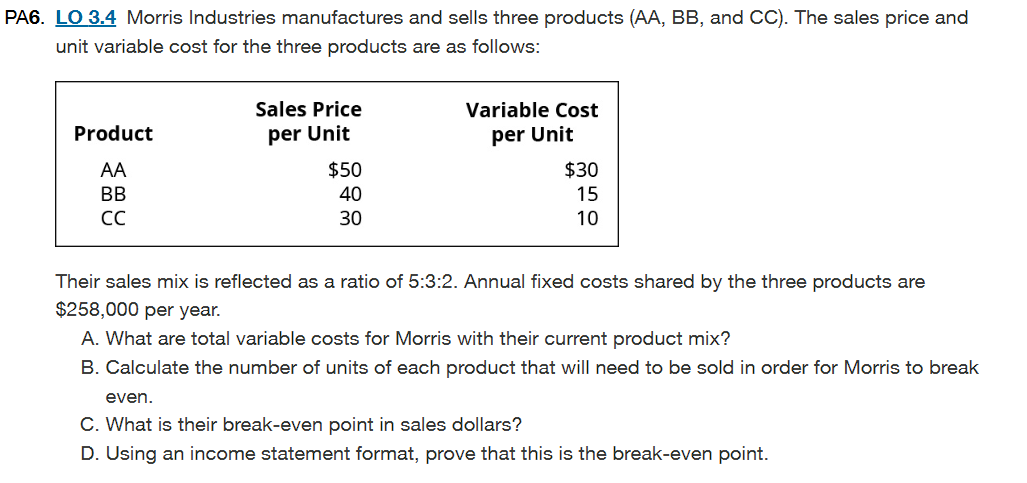 PA6. LO 3.4 Morris Industries manufactures and sells three products (AA, BB, and CC). The sales price and
unit variable cost for the three products are as follows:
Product Sales Price per Unit Variable Cost per Unit
AA $50 $30
BB 40 15
CC 30 10
Their sales mix is reflected as a ratio of 5:3:2. Annual fixed costs shared by the three products are
$258,000 per year.
A. What are total variable costs for Morris with their current product mix?
B. Calculate the number of units of each product that will need to be sold in order for Morris to break
even.
C. What is their break-even point in sales dollars?
D. Using an income statement format, prove that this is the break-even point.